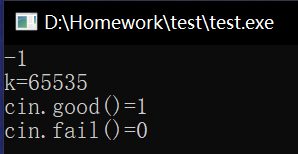 D:\Homework\test\test.exe
-1
k=65535
cin.good()=1
cin.fail()=0